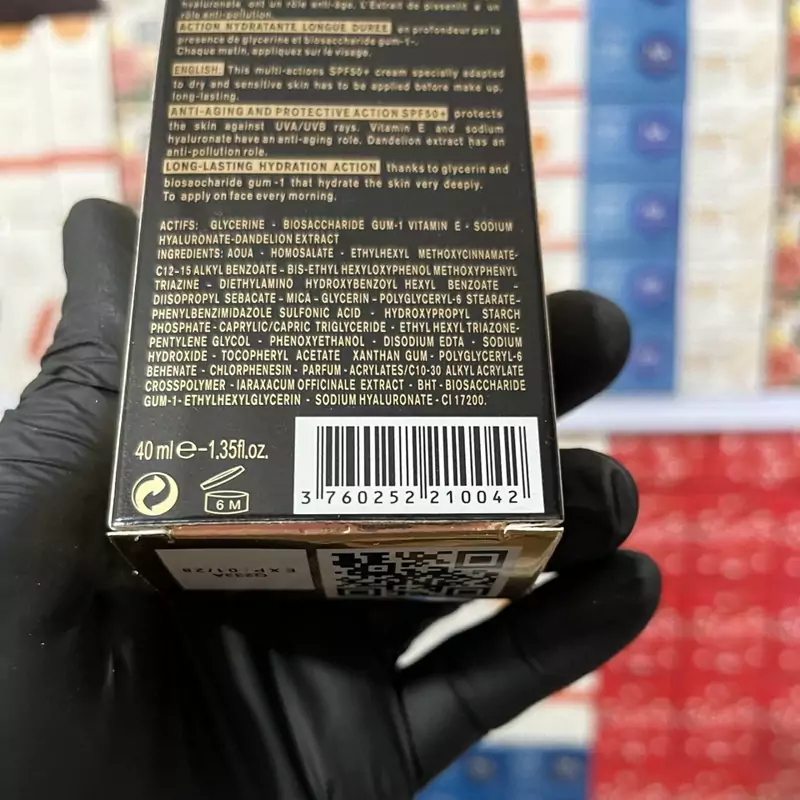 hyaluronate ont un rôle anti-âge. L'Extrait de pissenlit a un
rôle anti-pollution.
ACTION HYDRATANTE LONGUE DURÉE en profondeur par la
presence de glycerine et biosaccharide gum-1-.
Chaque matin, appliquez sur le visage.
ENGLISH: This multi-actions SPF50+ cream specially adapted
to dry and sensitive skin has to be applied before make up,
long-lasting.
ANTI-AGING AND PROTECTIVE ACTION SPF50+ protects
the skin against UVA/UVB rays. Vitamin E and sodium
hyaluronate have an anti-aging role. Dandelion extract has an
anti-pollution role.
LONG-LASTING HYDRATION ACTION thanks to glycerin and
biosaocharide gum-1 that hydrate the skin very deeply.
To apply on face every morning.
ACTIFS: GLYCERINE - BIOSACCHARIDE GUM-1 VITAMIN E - SODIUM
HYALURONATE-DANDELION EXTRACT
INGREDIENTS: AOUA - HOMOSALATE - ETHYLHEXYL METHOXYCINNAMATE-
C12-15 ALKYL BENZOATE - BIS-ETHYL HEXYLOXYPHENOL METHOXYPHENYL
TRIAZINE - DIETHYLAMINO HYDROXYBENZOYL HEXYL BENZOATE -
DIISOPROPYL SEBACATE - MICA - GLYCERIN - POLYGLYCERYL-6 STEARATE-
PHENYLBENZIMIDAZOLE SULFONIC ACID - HYDROXYPROPYL STARCH
PHOSPHATE-CAPRYLIC/CAPRIC TRIGLYCERIDE - ETHYL HEXYL TRIAZONE-
PENTYLENE GLYCOL - PHENOXYETHANOL - DISODIUM EDTA - SODIUM
HYDROXIDE - TOCOPHERYL ACETATE XANTHAN GUM - POLYGLYCERYL-6
BEHENATE - CHLORPHENESIN - PARFUM - ACRYLATES/C10-30 ALKYL ACRYLATE
CROSSPOLYMER - IARAXACUM OFFICINALE EXTRACT - BHT - BIOSACCHARIDE
GUM-1-ETHYLHEXYLGLYCERIN - SODIUM HYALURONATE - CI 17200.
40 ml ℮-1.35fl.oz.
6 M
3 760252 210042
G233A
EXP: 01/28